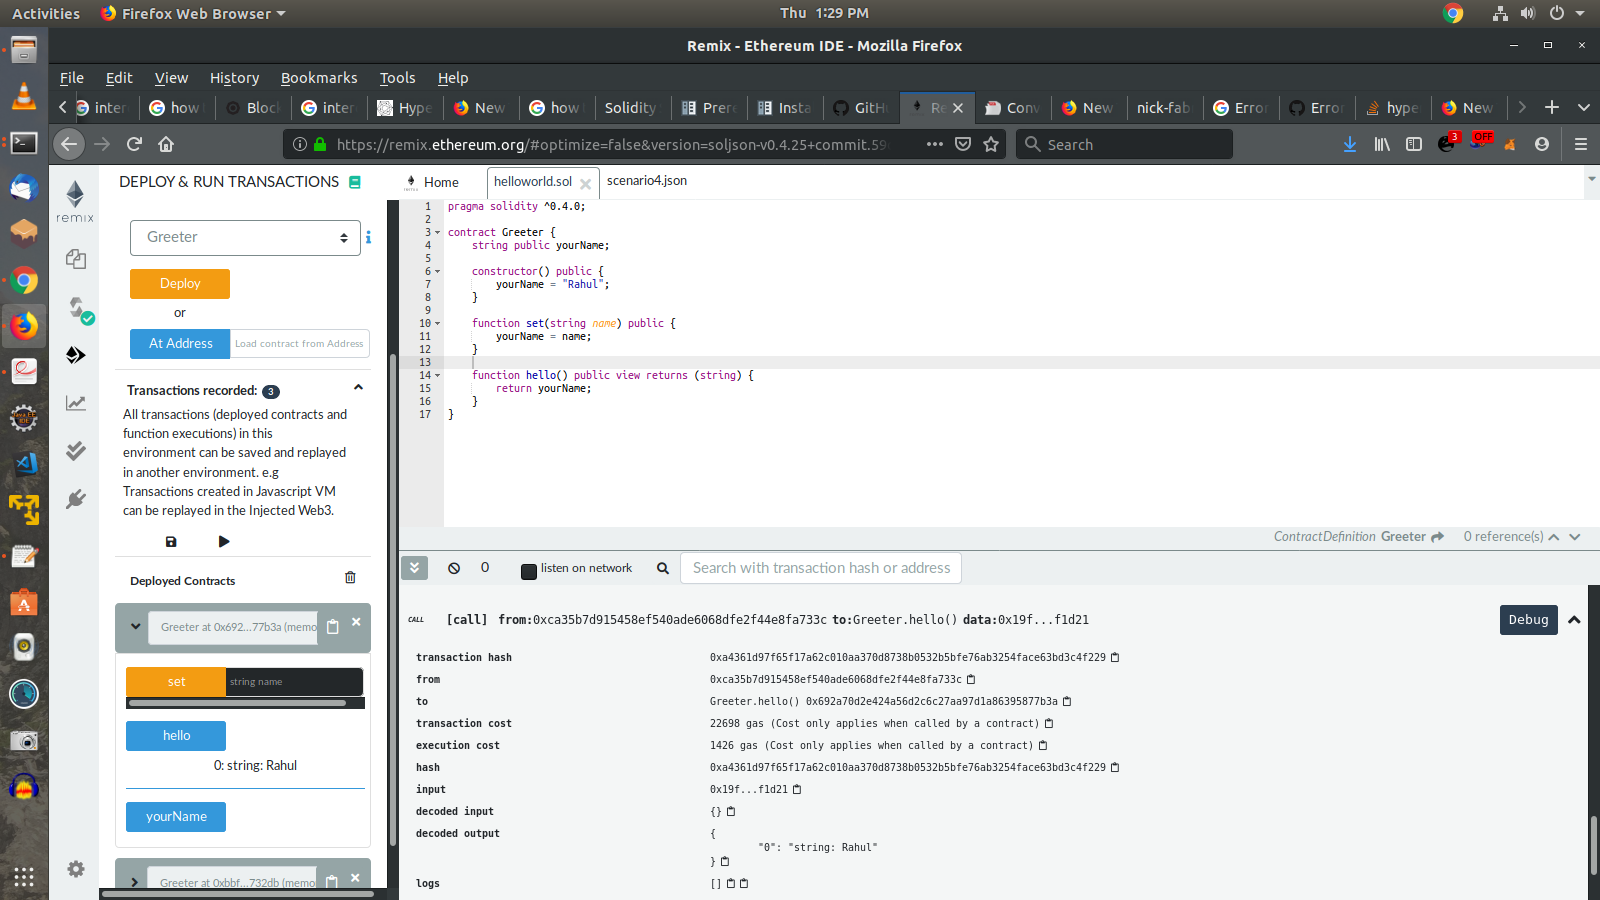 Activities Firefox Web Browser Thu 1:29 PM
Remix - Ethereum IDE - Mozilla Firefox
File Edit View History Bookmarks Tools Help
inter how Bloc inter Hype New how Solidity Prere Insta GitH Re Conv New nick-fab Erro Erro hype New
https://remix.ethereum.org/#optimize=false&version=soljson-v0.4.25+commit.59 ••• Search 3 OFF
remix
DEPLOY & RUN TRANSACTIONS
Greeter
Deploy
or
At Address Load contract from Address
Transactions recorded: 3
All transactions (deployed contracts and
function executions) in this
environment can be saved and replayed
in another environment. e.g
Transactions created in Javascript VM
can be replayed in the Injected Web3.
Deployed Contracts
Greeter at 0x692...77b3a (memo
set string name
hello
0: string: Rahul
yourName
Greeter at 0xbbf...732db (memo
Home helloworld.sol scenario4.json
1 pragma solidity ^0.4.0;
2
3 contract Greeter {
4 string public yourName;
5
6 constructor() public {
7 yourName = "Rahul";
8 }
9
10 function set(string name) public {
11 yourName = name;
12 }
13
14 function hello() public view returns (string) {
15 return yourName;
16 }
17 }
ContractDefinition Greeter 0 reference(s)
0 listen on network Search with transaction hash or address
CALL [call] from:0xca35b7d915458ef540ade6068dfe2f44e8fa733c to:Greeter.hello() data:0x19f...f1d21 Debug
transaction hash 0xa4361d97f65f17a62c010aa370d8738b0532b5bfe76ab3254face63bd3c4f229
from 0xca35b7d915458ef540ade6068dfe2f44e8fa733c
to Greeter.hello() 0x692a70d2e424a56d2c6c27aa97d1a86395877b3a
transaction cost 22698 gas (Cost only applies when called by a contract)
execution cost 1426 gas (Cost only applies when called by a contract)
hash 0xa4361d97f65f17a62c010aa370d8738b0532b5bfe76ab3254face63bd3c4f229
input 0x19f...f1d21
decoded input {}
decoded output {
"0": "string: Rahul"
}
logs []